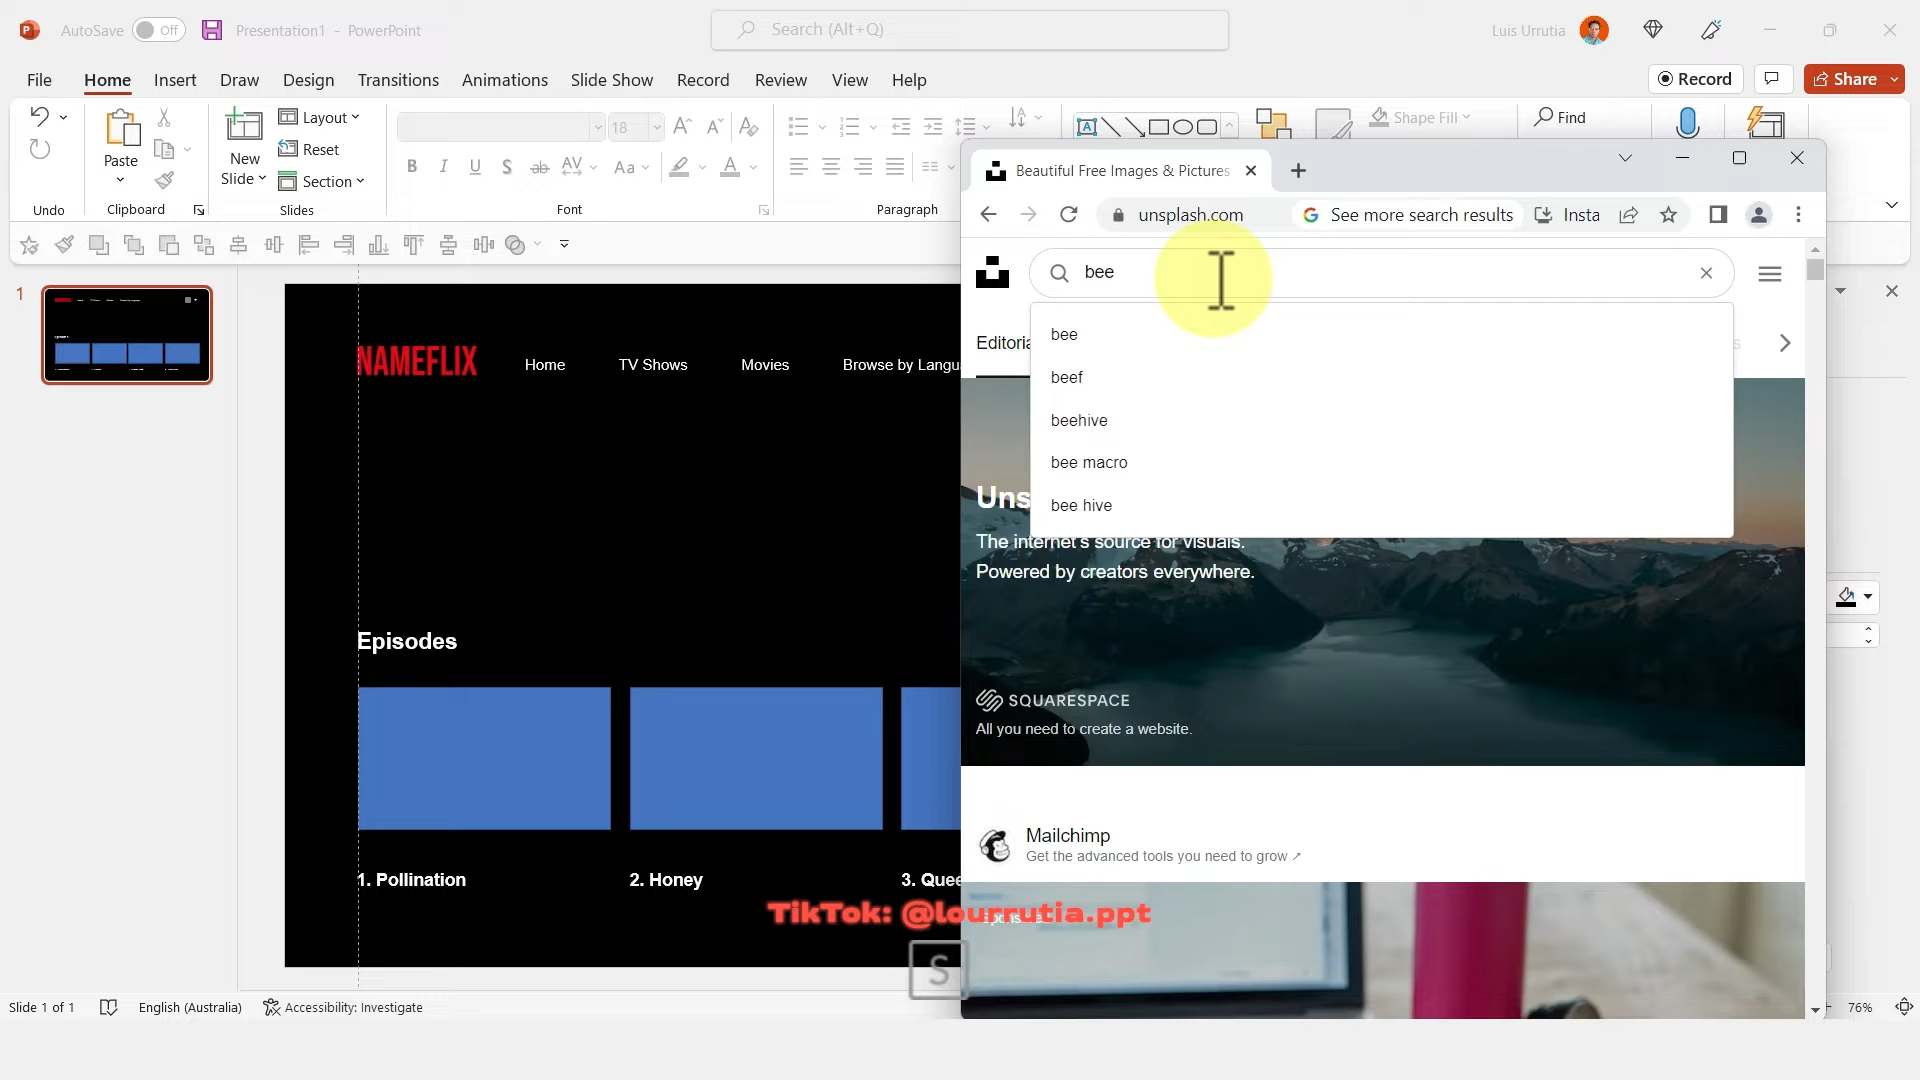 AutoSave Off Presentation1 - PowerPoint
Search (Alt+Q)
Luis Urrutia
File Home Insert Draw Design Transitions Animations Slide Show Record Review View Help
Record Share
Paste
New Slide
Layout
Reset
Section
18
Shape Fill
Find
Undo Clipboard Slides Font Paragraph
Beautiful Free Images & Pictures
unsplash.com See more search results Insta
bee
bee
beef
beehive
bee macro
bee hive
Editoria
Uns
The internet's source for visuals.
Powered by creators everywhere.
SQUARESPACE
All you need to create a website.
Mailchimp
Get the advanced tools you need to grow ↗
1
NAMEFLIX Home TV Shows Movies Browse by Langu
Episodes
1. Pollination 2. Honey 3. Quee
TikTok: @lourrutia.ppt
S
Slide 1 of 1 English (Australia) Accessibility: Investigate
76%